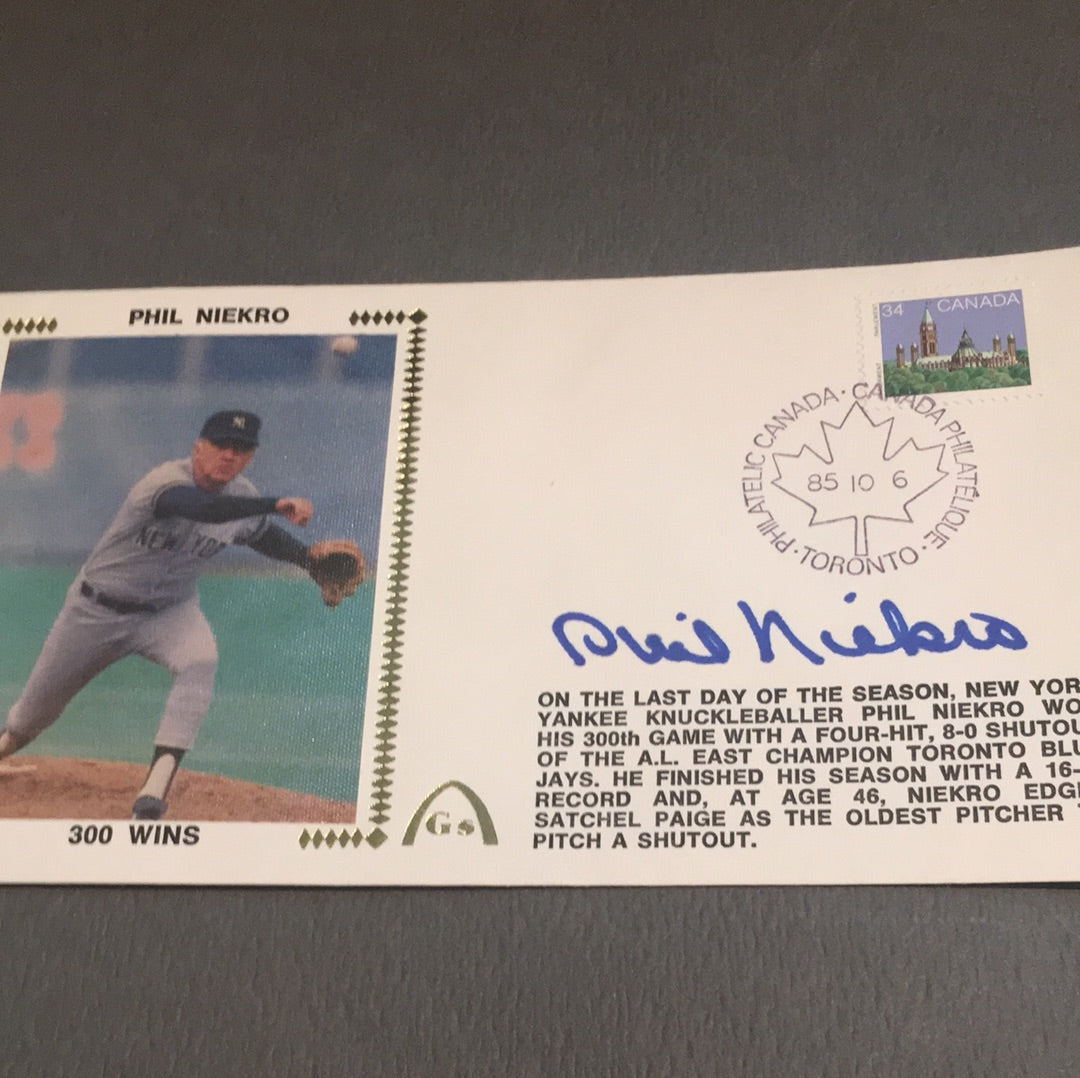 PHIL NIEKRO
NEW YOR
300 WINS
Gs
34 CANADA
PHILATELIC CANADA · CANADA PHILATÉLIQUE · TORONTO ·
85 10 6
Phil Niekro
ON THE LAST DAY OF THE SEASON, NEW YOR
YANKEE KNUCKLEBALLER PHIL NIEKRO WO
HIS 300th GAME WITH A FOUR-HIT, 8-0 SHUTOU
OF THE A.L. EAST CHAMPION TORONTO BLU
JAYS. HE FINISHED HIS SEASON WITH A 16-
RECORD AND, AT AGE 46, NIEKRO EDG
SATCHEL PAIGE AS THE OLDEST PITCHER
PITCH A SHUTOUT.